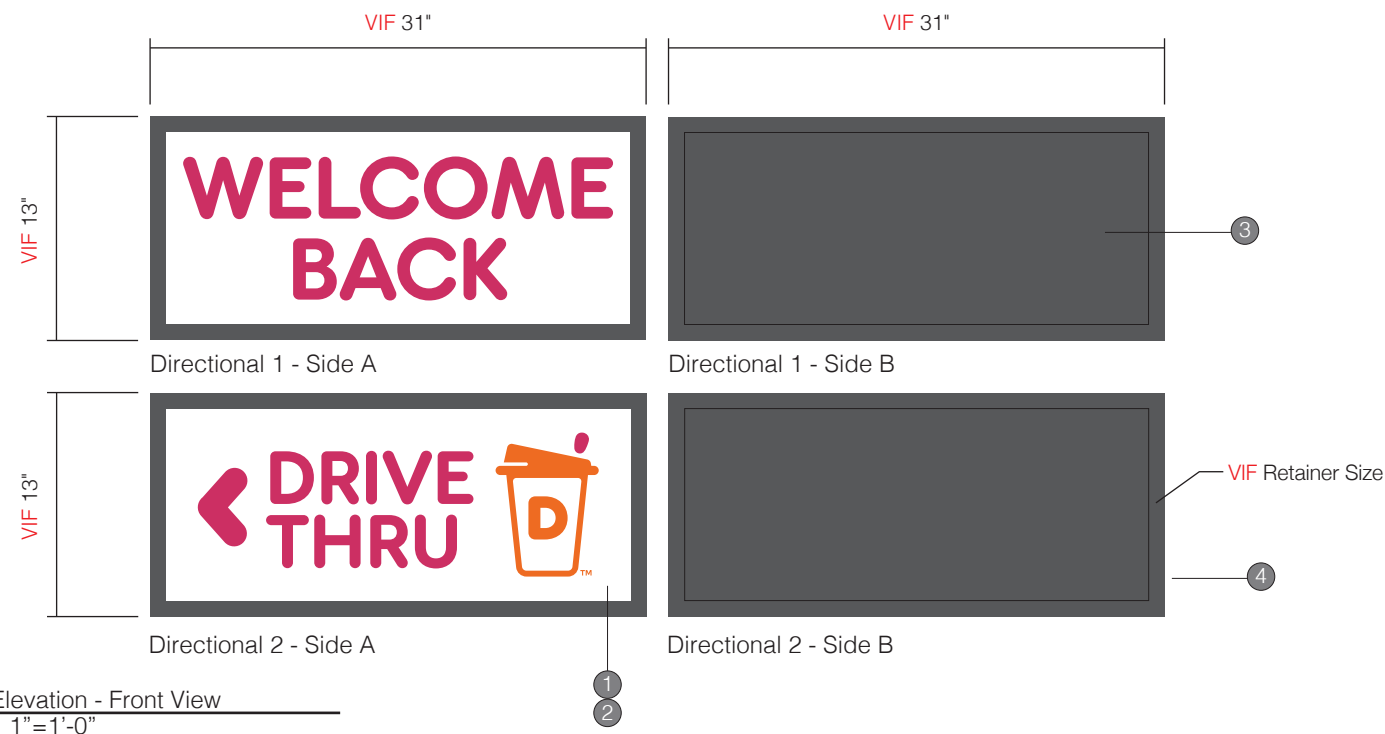 VIF 31"
VIF 31"
VIF 13"
WELCOME
BACK
3
Directional 1 - Side A
Directional 1 - Side B
VIF 13"
DRIVE
THRU
D
™
VIF Retainer Size
4
Directional 2 - Side A
Directional 2 - Side B
1
2
Elevation - Front View
1”=1’-0”